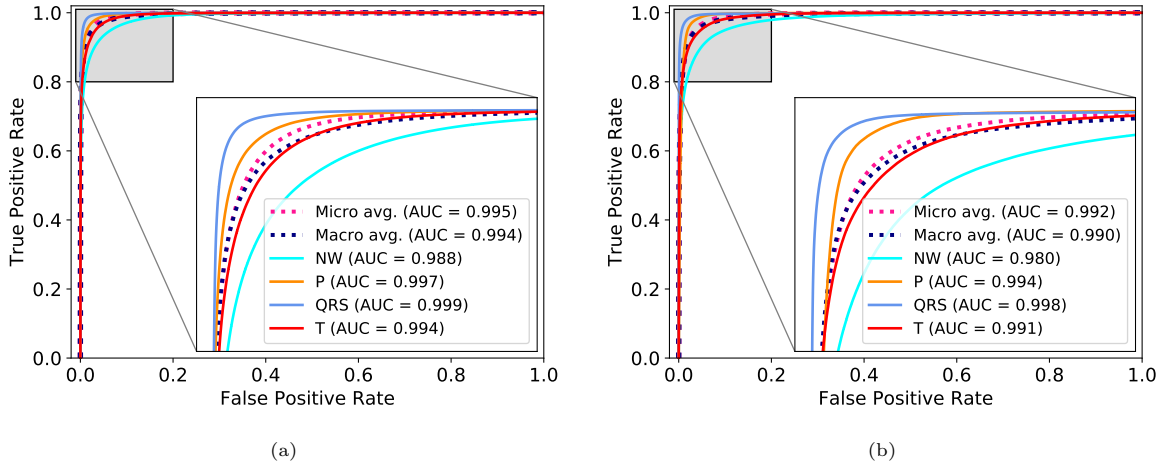 1.0
0.8
0.6
0.4
0.2
0.0
True Positive Rate
Micro avg. (AUC = 0.995)
Macro avg. (AUC = 0.994)
NW (AUC = 0.988)
P (AUC = 0.997)
QRS (AUC = 0.999)
T (AUC = 0.994)
0.0 0.2 0.4 0.6 0.8 1.0
False Positive Rate
(a)
1.0
0.8
0.6
0.4
0.2
0.0
True Positive Rate
Micro avg. (AUC = 0.992)
Macro avg. (AUC = 0.990)
NW (AUC = 0.980)
P (AUC = 0.994)
QRS (AUC = 0.998)
T (AUC = 0.991)
0.0 0.2 0.4 0.6 0.8 1.0
False Positive Rate
(b)